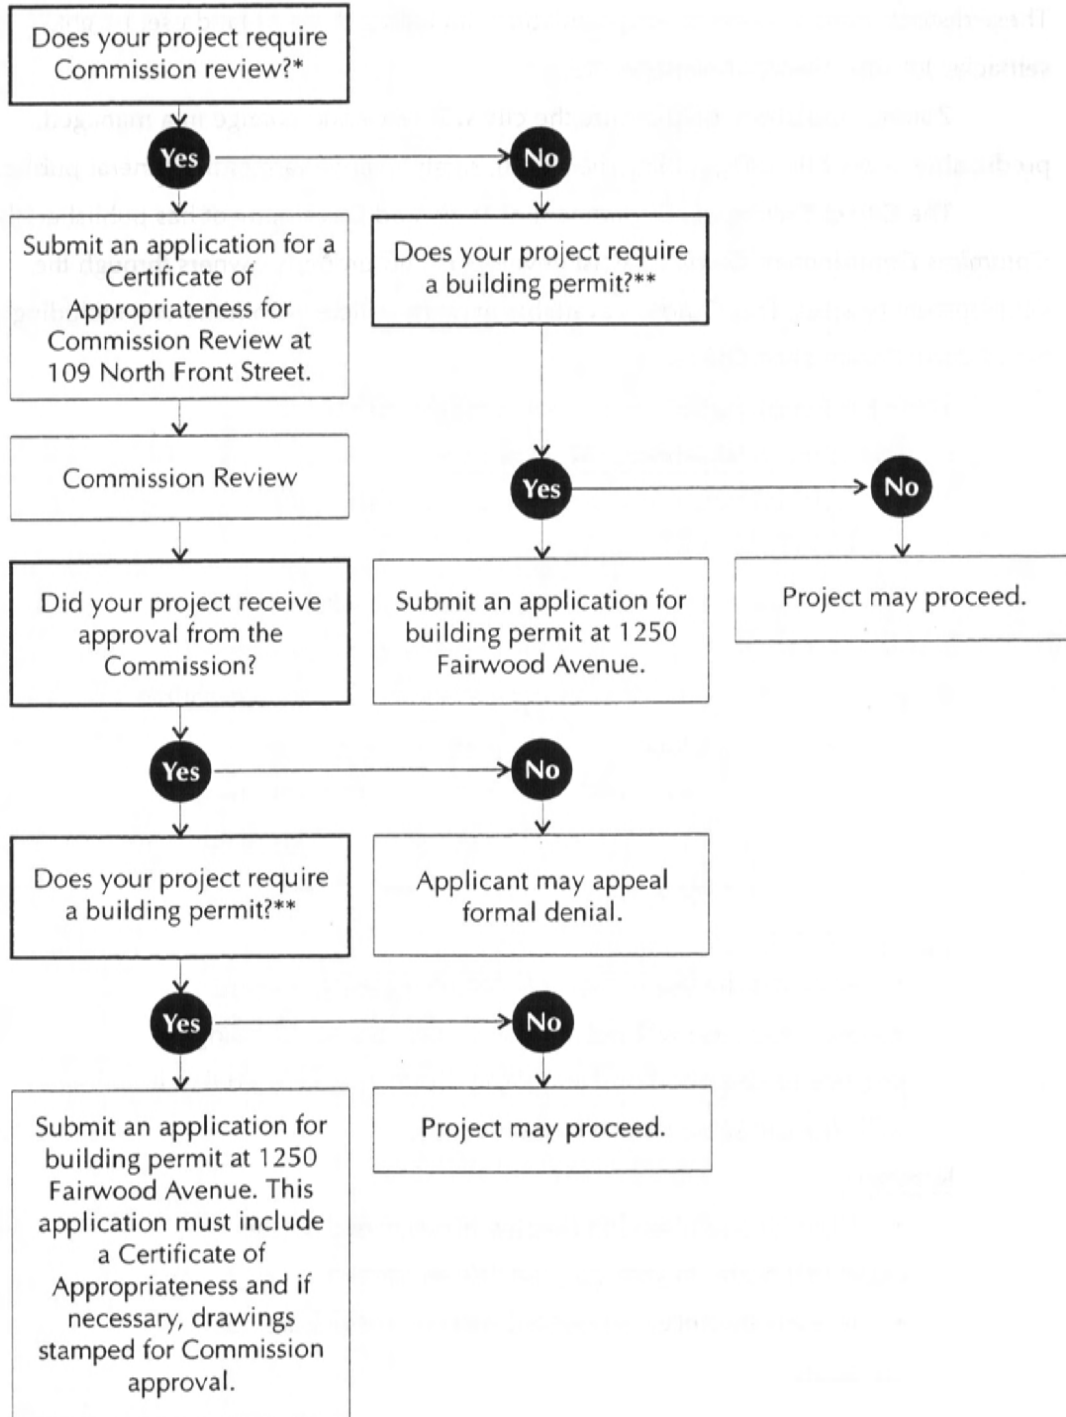 Does your project require
Commission review?*
Yes
No
Submit an application for a
Certificate of
Appropriateness for
Commission Review at
109 North Front Street.
Does your project require
a building permit?**
Commission Review
Yes
No
Did your project receive
approval from the
Commission?
Submit an application for
building permit at 1250
Fairwood Avenue.
Project may proceed.
Yes
No
Does your project require
a building permit?**
Applicant may appeal
formal denial.
Yes
No
Submit an application for
building permit at 1250
Fairwood Avenue. This
application must include
a Certificate of
Appropriateness and if
necessary, drawings
stamped for Commission
approval.
Project may proceed.